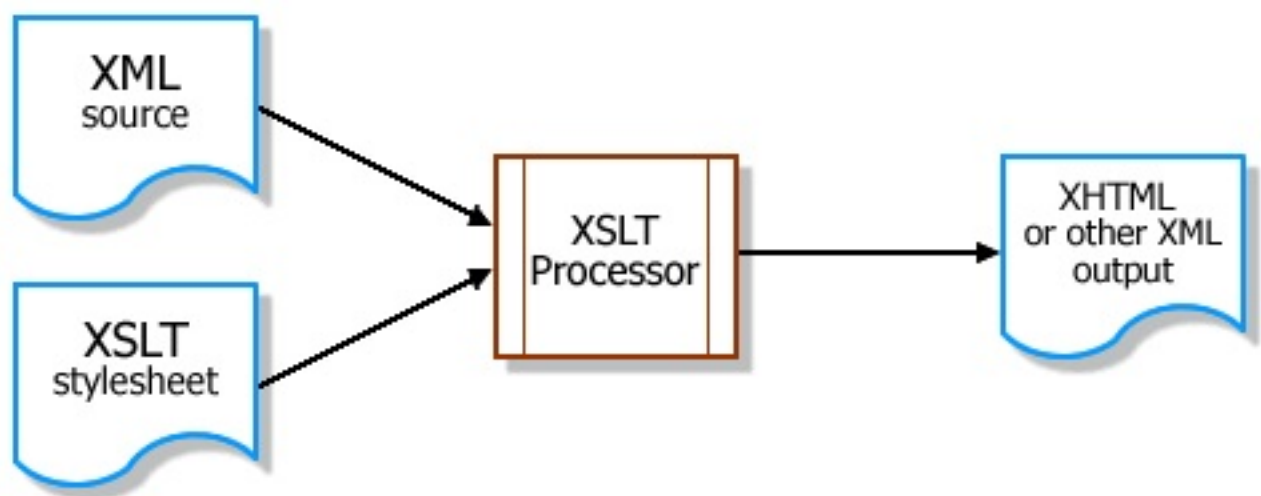 XML
source
XSLT
stylesheet
XSLT
Processor
XHTML
or other XML
output